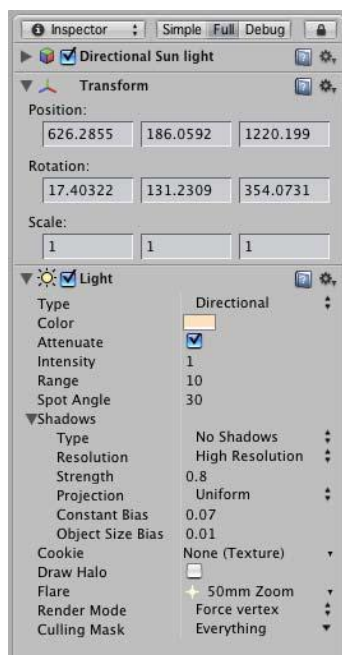 Inspector Simple Full Debug
Directional Sun light
Transform
Position:
626.2855 186.0592 1220.199
Rotation:
17.40322 131.2309 354.0731
Scale:
1 1 1
Light
Type Directional
Color
Attenuate
Intensity 1
Range 10
Spot Angle 30
Shadows
Type No Shadows
Resolution High Resolution
Strength 0.8
Projection Uniform
Constant Bias 0.07
Object Size Bias 0.01
Cookie None (Texture)
Draw Halo
Flare 50mm Zoom
Render Mode Force vertex
Culling Mask Everything